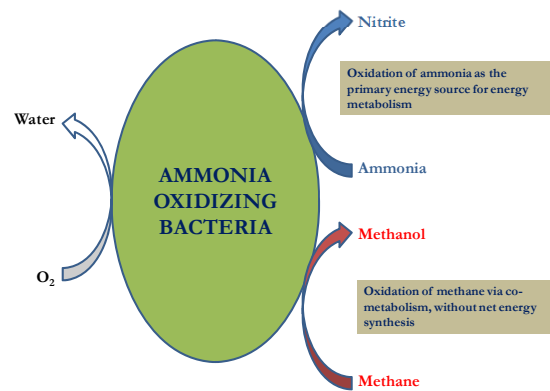 Nitrite
Oxidation of ammonia as the
primary energy source for energy
metabolism
Water
Ammonia
AMMONIA
OXIDIZING
BACTERIA
Methanol
O₂
Oxidation of methane via co-
metabolism, without net energy
synthesis
Methane